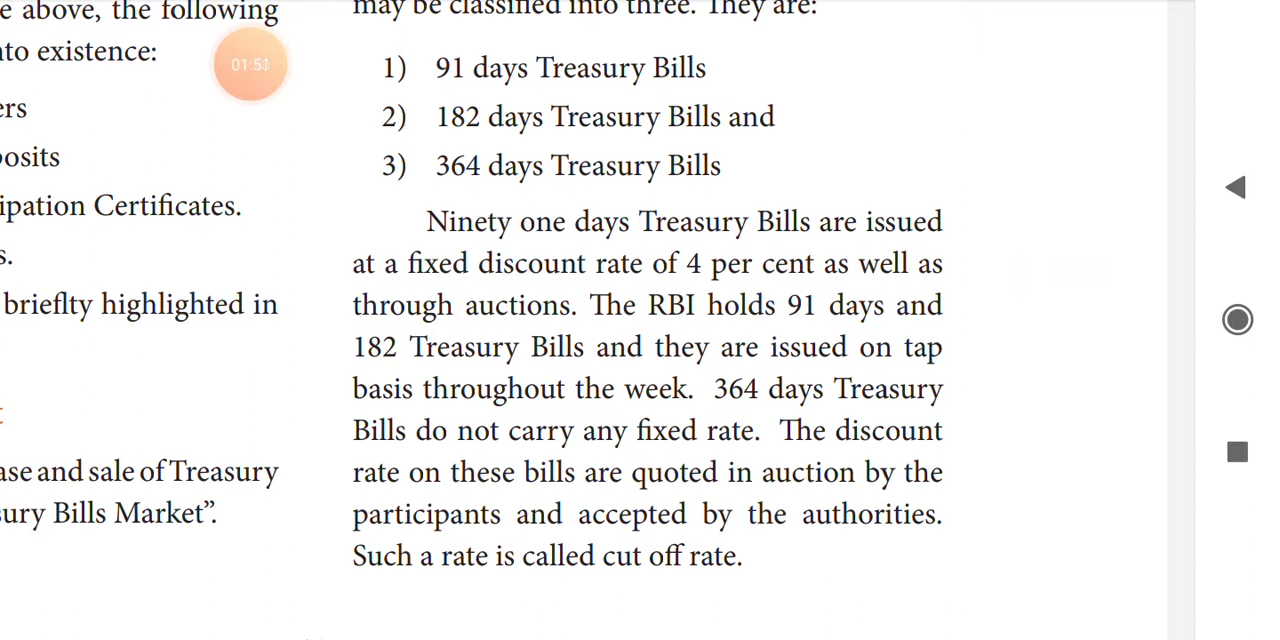 e above, the following
nto existence:
ers
posits
ipation Certificates.
s.
brieflty highlighted in
ase and sale of Treasury
sury Bills Market”.
may be classified into three. They are:
1) 91 days Treasury Bills
2) 182 days Treasury Bills and
3) 364 days Treasury Bills
Ninety one days Treasury Bills are issued
at a fixed discount rate of 4 per cent as well as
through auctions. The RBI holds 91 days and
182 Treasury Bills and they are issued on tap
basis throughout the week. 364 days Treasury
Bills do not carry any fixed rate. The discount
rate on these bills are quoted in auction by the
participants and accepted by the authorities.
Such a rate is called cut off rate.